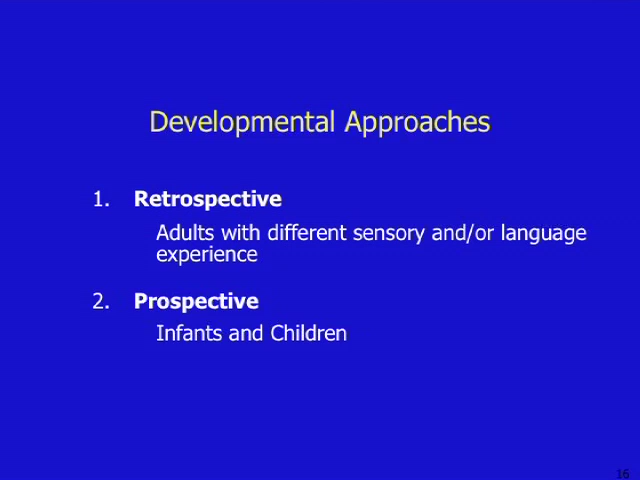 Developmental Approaches
1. Retrospective
Adults with different sensory and/or language
experience
2. Prospective
Infants and Children
16